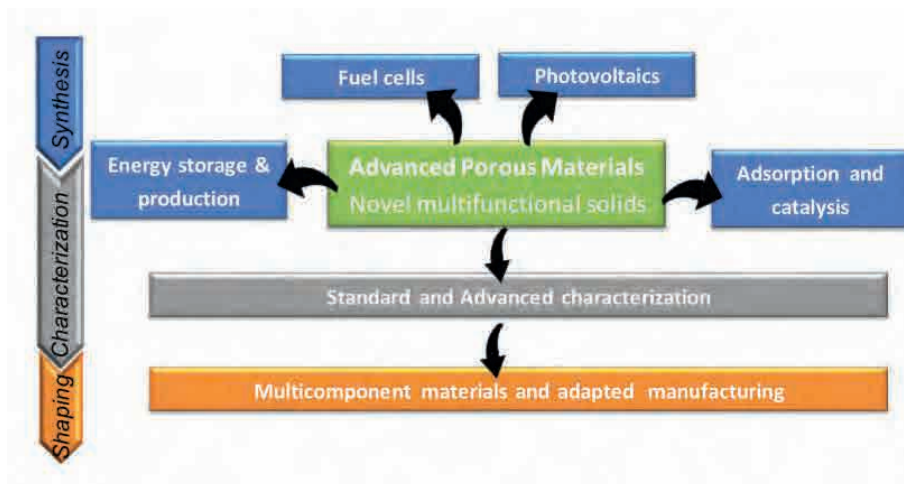 Synthesis
Characterization
Shaping
Fuel cells
Photovoltaics
Energy storage &
production
Advanced Porous Materials
Novel multifunctional solids
Adsorption and
catalysis
Standard and Advanced characterization
Multicomponent materials and adapted manufacturing